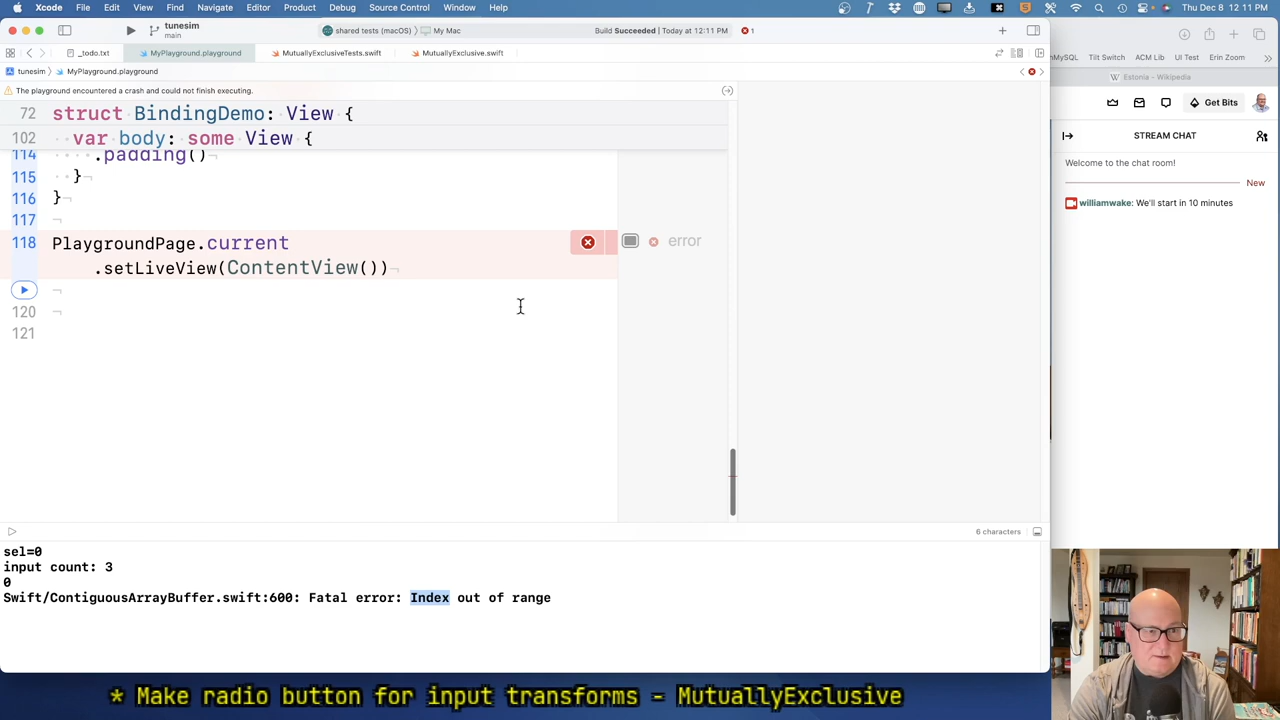 Xcode File Edit View Find Navigate Editor Product Debug Source Control Window Help
Thu Dec 8 12:11 PM
tunesim
main
shared tests (macOS) 〉 My Mac
Build Succeeded | Today at 12:11 PM
1
_todo.txt
MyPlayground.playground
MutuallyExclusiveTests.swift
MutuallyExclusive.swift
tunesim 〉 MyPlayground.playground
The playground encountered a crash and could not finish executing.
72 struct BindingDemo: View {
102 var body: some View {
114 .padding()
115 }
116 }
117
118 PlaygroundPage.current
.setLiveView(ContentView())
error
120
121
6 characters
sel=0
input count: 3
0
Swift/ContiguousArrayBuffer.swift:600: Fatal error: Index out of range
* Make radio button for input transforms - MutuallyExclusive
MySQL Tilt Switch ACM Lib UI Test Erin Zoom
Estonia - Wikipedia
Get Bits
STREAM CHAT
Welcome to the chat room!
New
williamwake: We'll start in 10 minutes